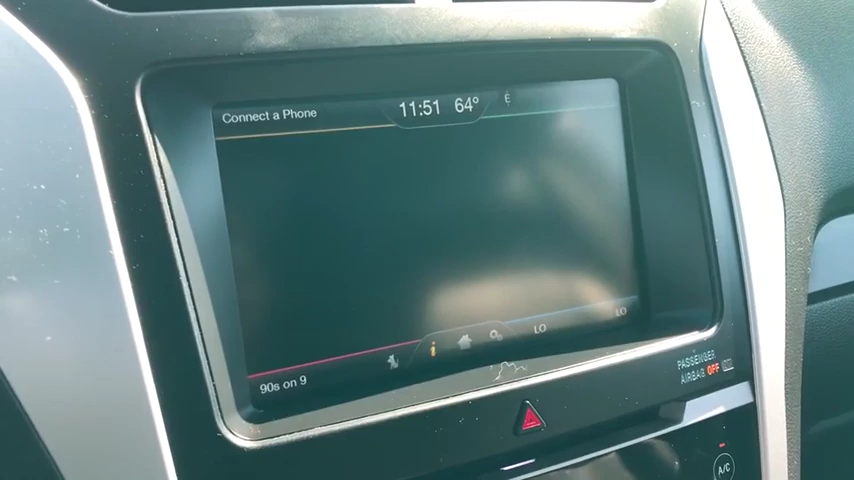 Connect a Phone
11:51 64°
E
LO
LO
90s on 9
PASSENGER
AIRBAG OFF
A/C